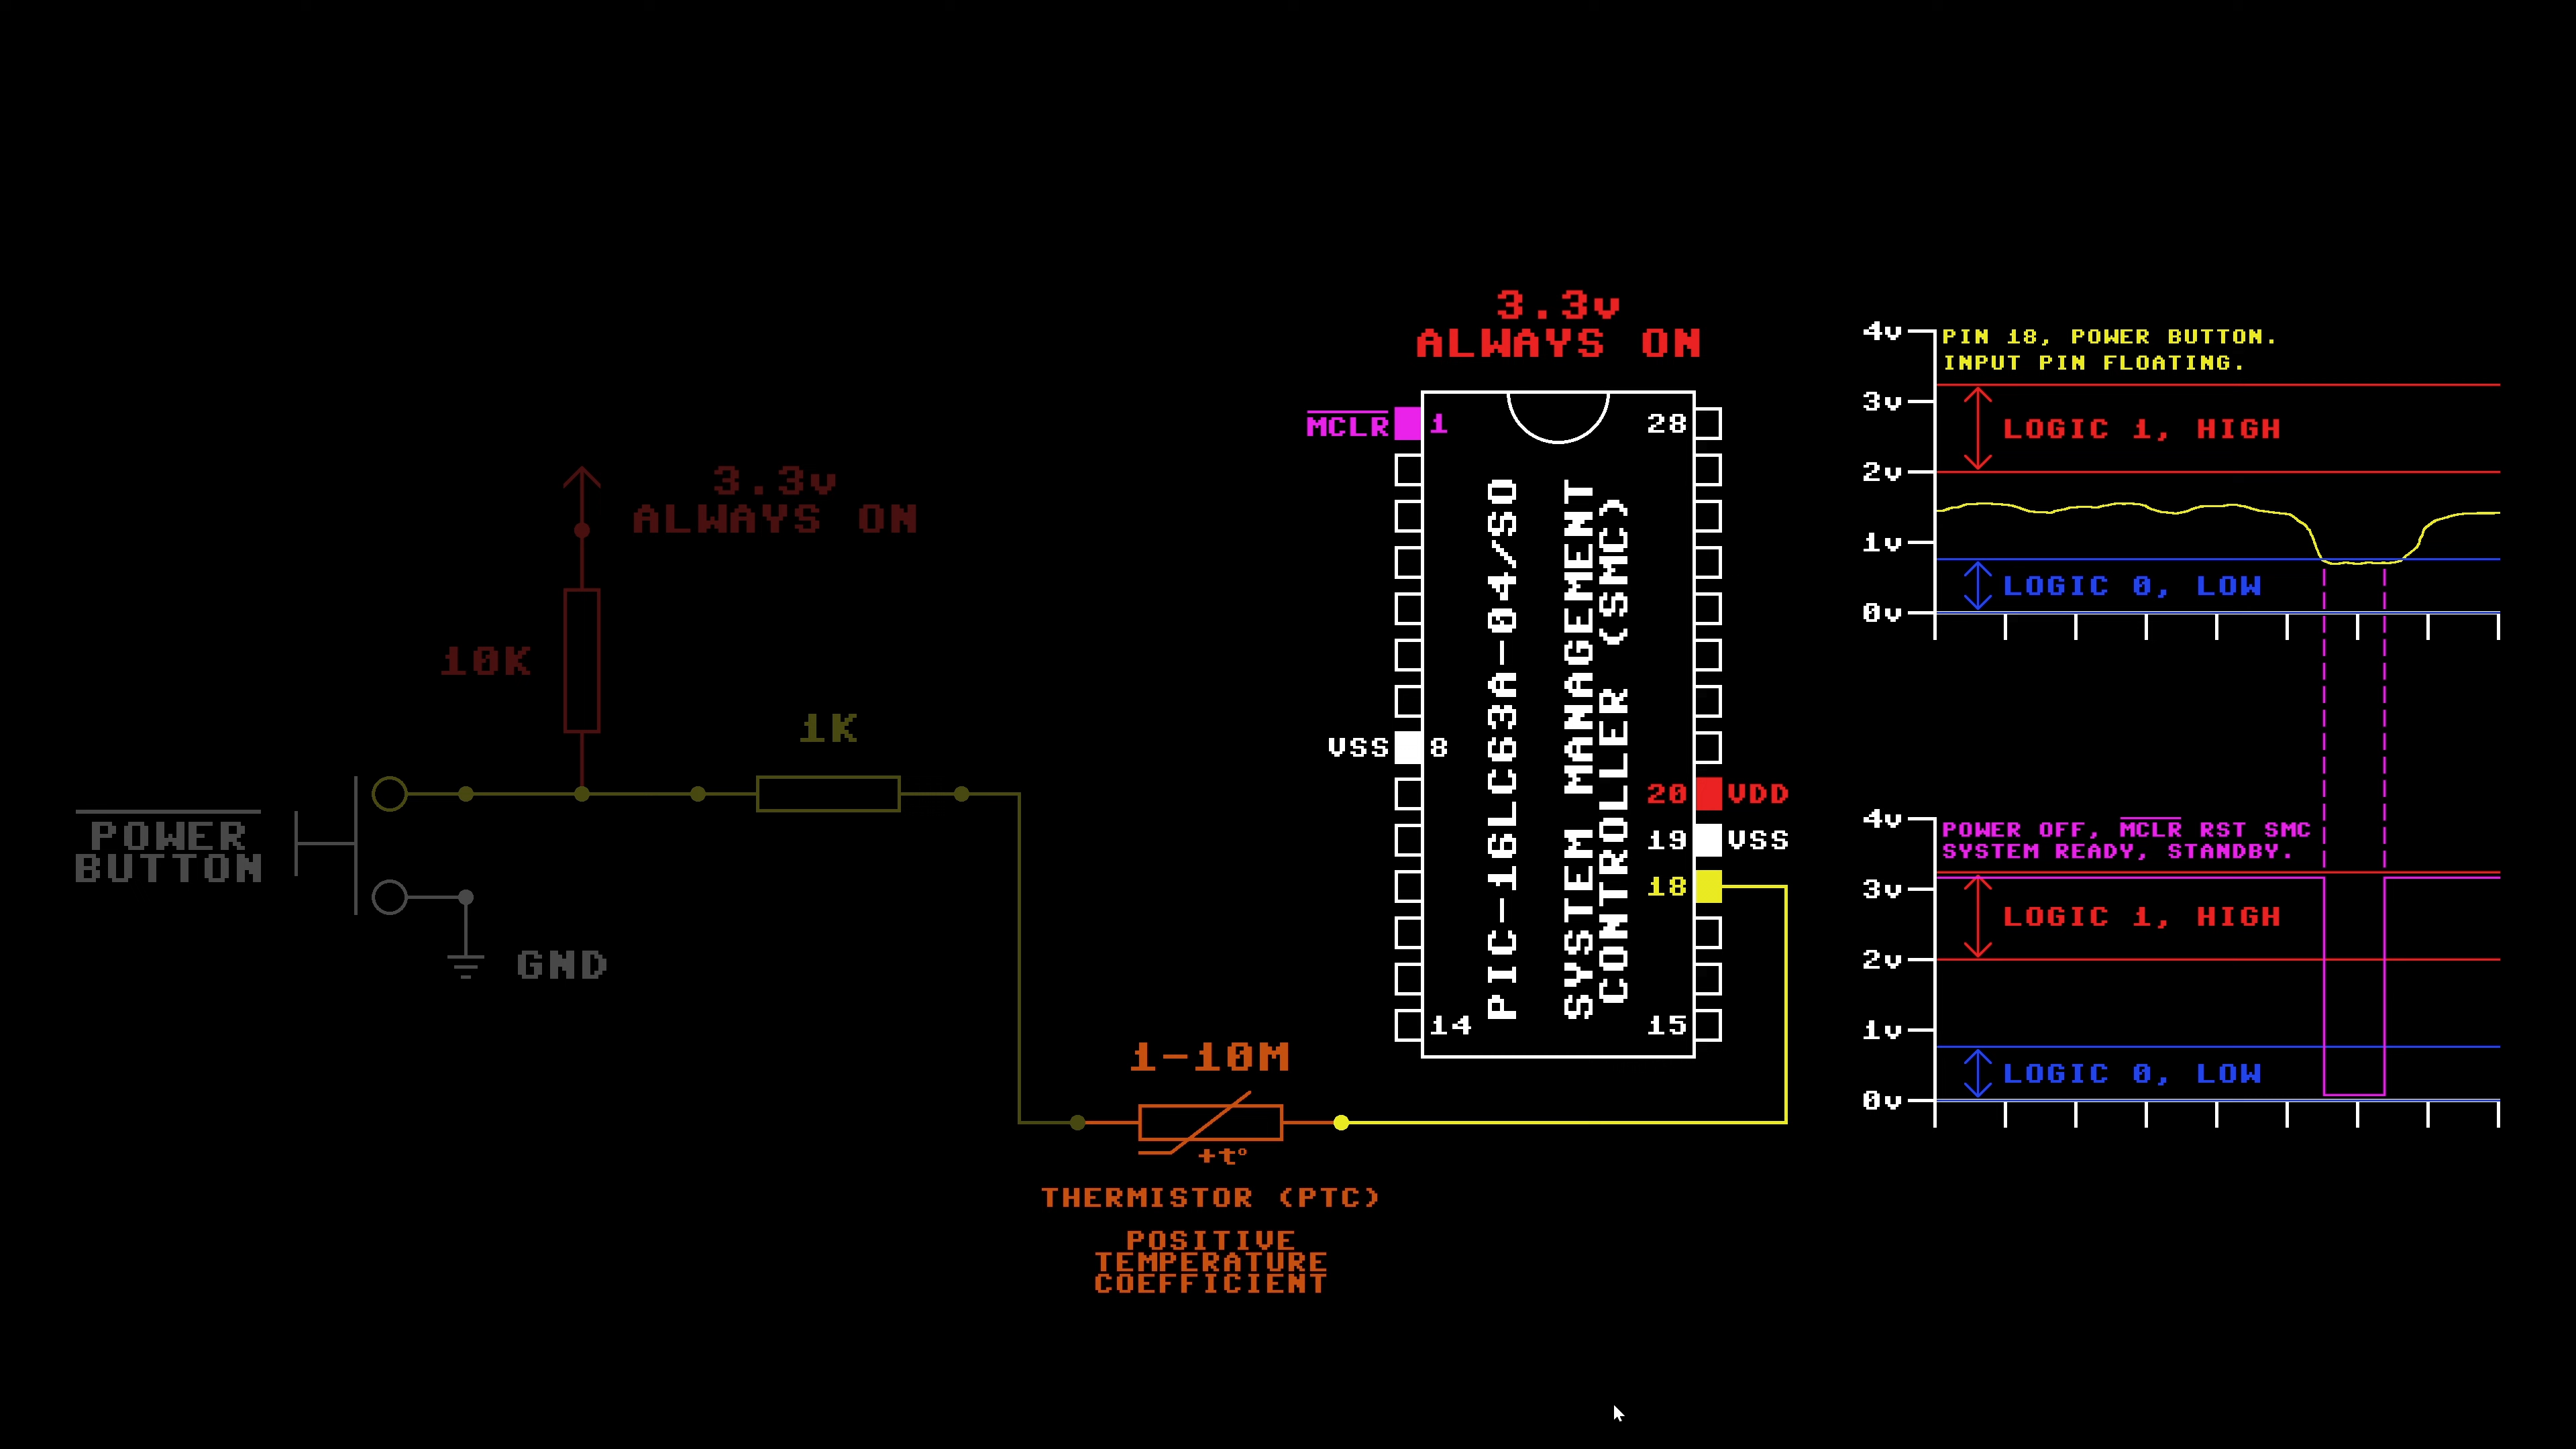 3.3v
ALWAYS ON
10K
1K
POWER
BUTTON
GND
1-10M
+t°
THERMISTOR (PTC)
POSITIVE
TEMPERATURE
COEFFICIENT
3.3v
ALWAYS ON
MCLR 1
28
VSS 8
20 VDD
19 VSS
18
14
15
PIC-16LC63A-04/SO
SYSTEM MANAGEMENT
CONTROLLER (SMC)
4v
3v
2v
1v
0v
PIN 18, POWER BUTTON.
INPUT PIN FLOATING.
LOGIC 1, HIGH
LOGIC 0, LOW
4v
3v
2v
1v
0v
POWER OFF, MCLR RST SMC
SYSTEM READY, STANDBY.
LOGIC 1, HIGH
LOGIC 0, LOW